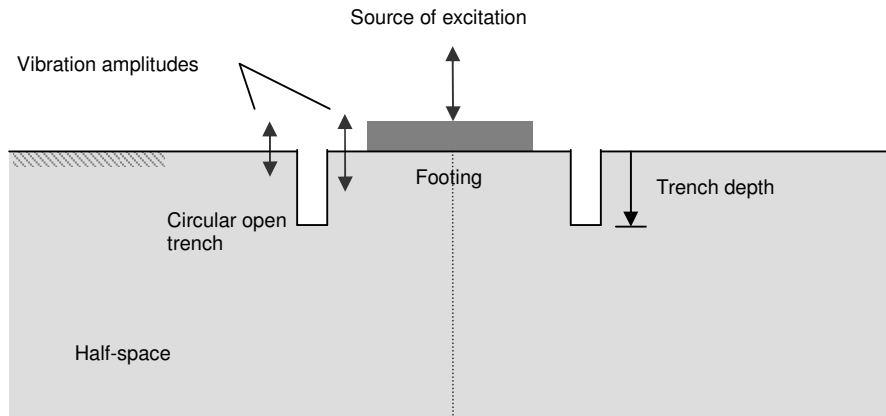 Source of excitation
Vibration amplitudes
Footing
Trench depth
Circular open
trench
Half-space